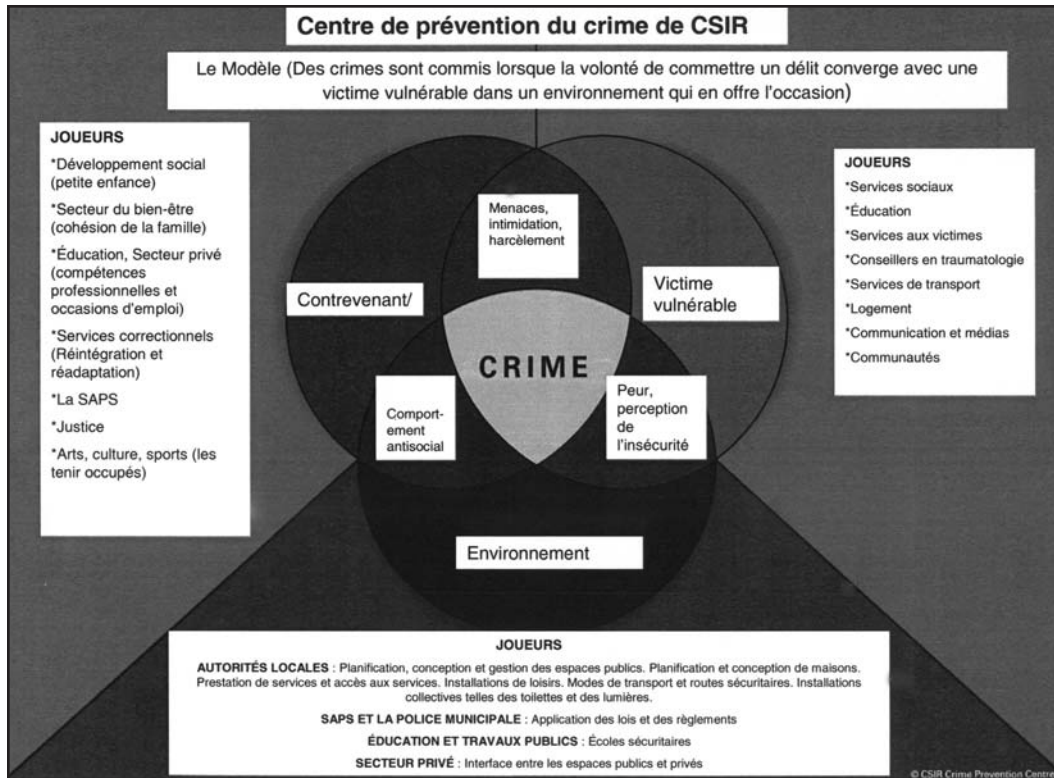 Centre de prévention du crime de CSIR
Le Modèle (Des crimes sont commis lorsque la volonté de commettre un délit converge avec une
victime vulnérable dans un environnement qui en offre l'occasion)
JOUEURS
*Développement social
(petite enfance)
*Secteur du bien-être
(cohésion de la famille)
*Éducation, Secteur privé
(compétences
professionnelles et
occasions d'emploi)
*Services correctionnels
(Réintégration et
réadaptation)
*La SAPS
*Justice
*Arts, culture, sports (les
tenir occupés)
Menaces,
intimidation,
harcèlement
Contrevenant/
Victime
vulnérable
CRIME
Comport-
ement
antisocial
Peur,
perception
de
l'insécurité
Environnement
JOUEURS
*Services sociaux
*Éducation
*Services aux victimes
*Conseillers en traumatologie
*Services de transport
*Logement
*Communication et médias
*Communautés
JOUEURS
AUTORITÉS LOCALES : Planification, conception et gestion des espaces publics. Planification et conception de maisons.
Prestation de services et accès aux services. Installations de loisirs. Modes de transport et routes sécuritaires. Installations
collectives telles des toilettes et des lumières.
SAPS ET LA POLICE MUNICIPALE : Application des lois et des règlements
ÉDUCATION ET TRAVAUX PUBLICS : Écoles sécuritaires
SECTEUR PRIVÉ : Interface entre les espaces publics et privés
© CSIR Crime Prevention Centre